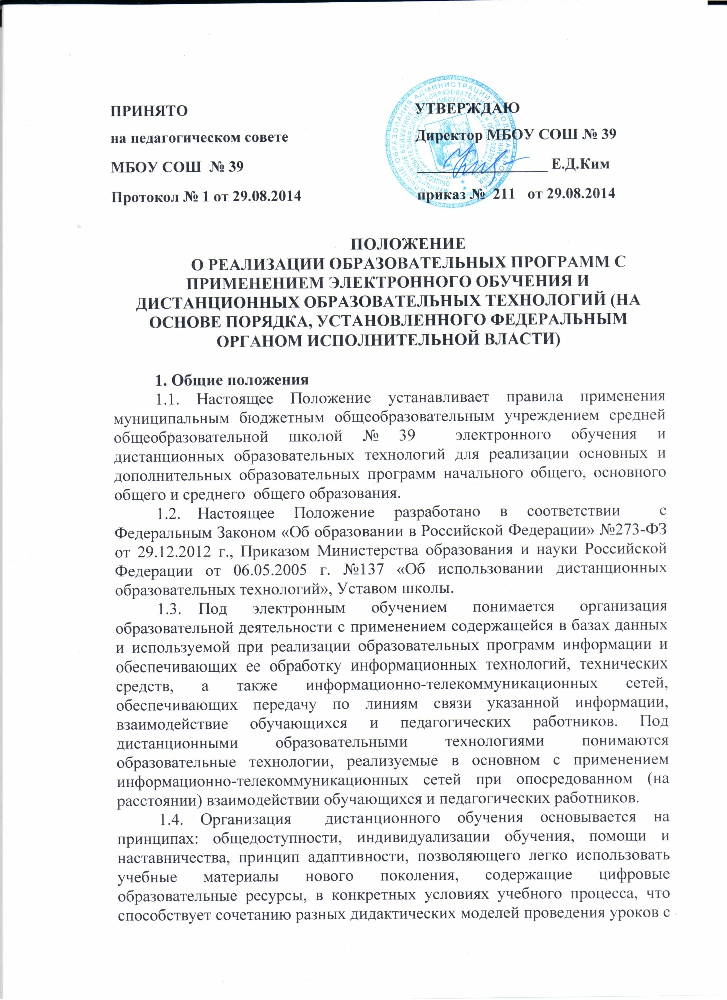 ПРИНЯТО
на педагогическом совете
МБОУ СОШ № 39
Протокол № 1 от 29.08.2014
УТВЕРЖДАЮ
Директор МБОУ СОШ № 39
____________________ Е.Д.Ким
приказ № 211 от 29.08.2014
ПОЛОЖЕНИЕ
О РЕАЛИЗАЦИИ ОБРАЗОВАТЕЛЬНЫХ ПРОГРАММ С
ПРИМЕНЕНИЕМ ЭЛЕКТРОННОГО ОБУЧЕНИЯ И
ДИСТАНЦИОННЫХ ОБРАЗОВАТЕЛЬНЫХ ТЕХНОЛОГИЙ (НА
ОСНОВЕ ПОРЯДКА, УСТАНОВЛЕННОГО ФЕДЕРАЛЬНЫМ
ОРГАНОМ ИСПОЛНИТЕЛЬНОЙ ВЛАСТИ)
1. Общие положения
1.1. Настоящее Положение устанавливает правила применения
муниципальным бюджетным общеобразовательным учреждением средней
общеобразовательной школой № 39 электронного обучения и
дистанционных образовательных технологий для реализации основных и
дополнительных образовательных программ начального общего, основного
общего и среднего общего образования.
1.2. Настоящее Положение разработано в соответствии с
Федеральным Законом «Об образовании в Российской Федерации» №273-ФЗ
от 29.12.2012 г., Приказом Министерства образования и науки Российской
Федерации от 06.05.2005 г. №137 «Об использовании дистанционных
образовательных технологий», Уставом школы.
1.3. Под электронным обучением понимается организация
образовательной деятельности с применением содержащейся в базах данных
и используемой при реализации образовательных программ информации и
обеспечивающих ее обработку информационных технологий, технических
средств, а также информационно-телекоммуникационных сетей,
обеспечивающих передачу по линиям связи указанной информации,
взаимодействие обучающихся и педагогических работников. Под
дистанционными образовательными технологиями понимаются
образовательные технологии, реализуемые в основном с применением
информационно-телекоммуникационных сетей при опосредованном (на
расстоянии) взаимодействии обучающихся и педагогических работников.
1.4. Организация дистанционного обучения основывается на
принципах: общедоступности, индивидуализации обучения, помощи и
наставничества, принцип адаптивности, позволяющего легко использовать
учебные материалы нового поколения, содержащие цифровые
образовательные ресурсы, в конкретных условиях учебного процесса, что
способствует сочетанию разных дидактических моделей проведения уроков с